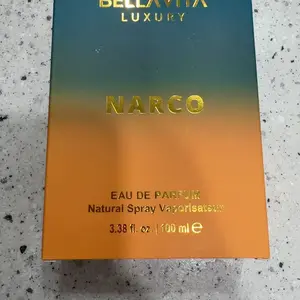 BELLAVITA
LUXURY
NARCO
EAU DE PARFUM
Natural Spray Vaporisateur
3.38 fl. oz. | 100 ml e